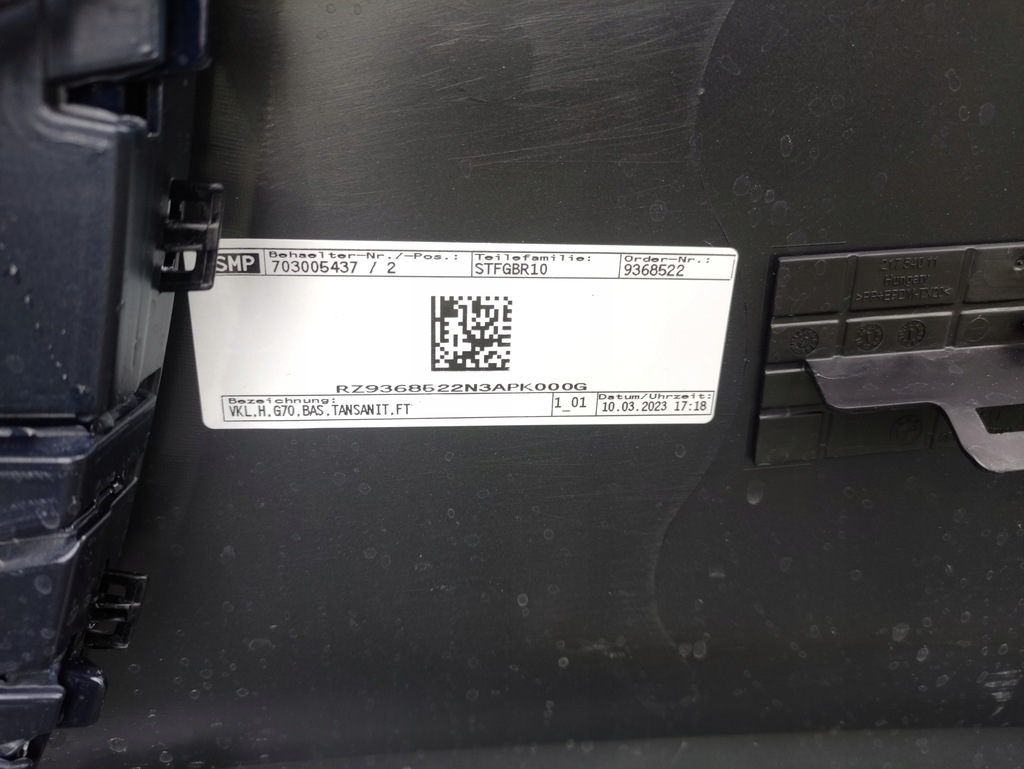 SMP
Behaelter-Nr./-Pos.:
703005437 / 2
Teilefamilie:
STFGBR10
Order-Nr.:
9368522
RZ9368522N3APK000G
Bezeichnung:
VKL,H,G70,BAS,TANSANIT,FT
1_01
Datum/Uhrzeit:
10.03.2023 17:18
Hungary